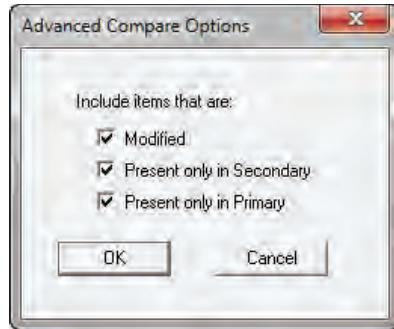 Advanced Compare Options
Include items that are:
Modified
Present only in Secondary
Present only in Primary
OK
Cancel